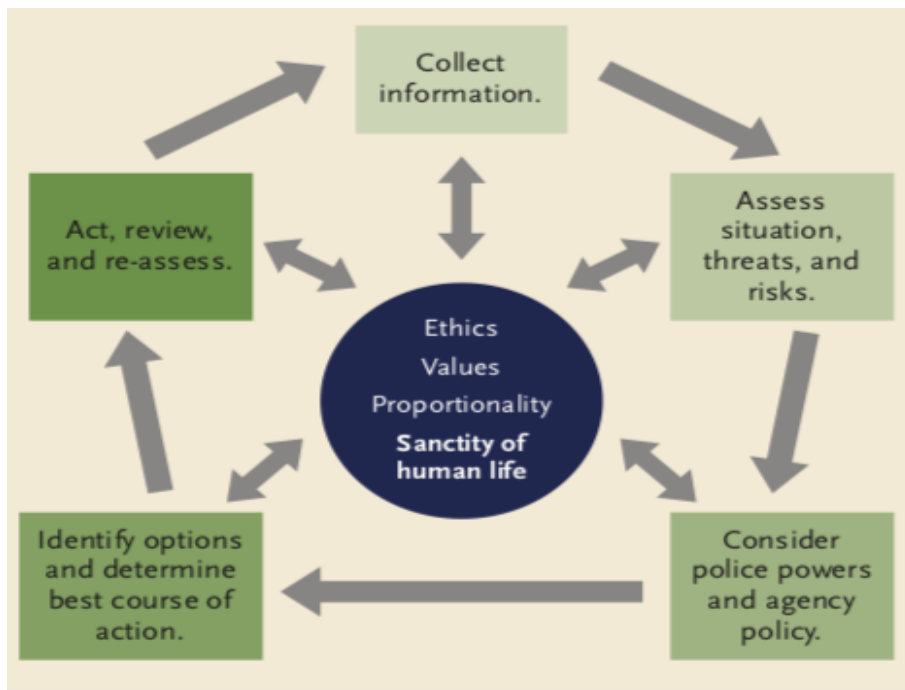 Collect
information.
Assess
situation,
threats, and
risks.
Consider
police powers
and agency
policy.
Identify options
and determine
best course of
action.
Act, review,
and re-assess.
Ethics
Values
Proportionality
Sanctity of
human life